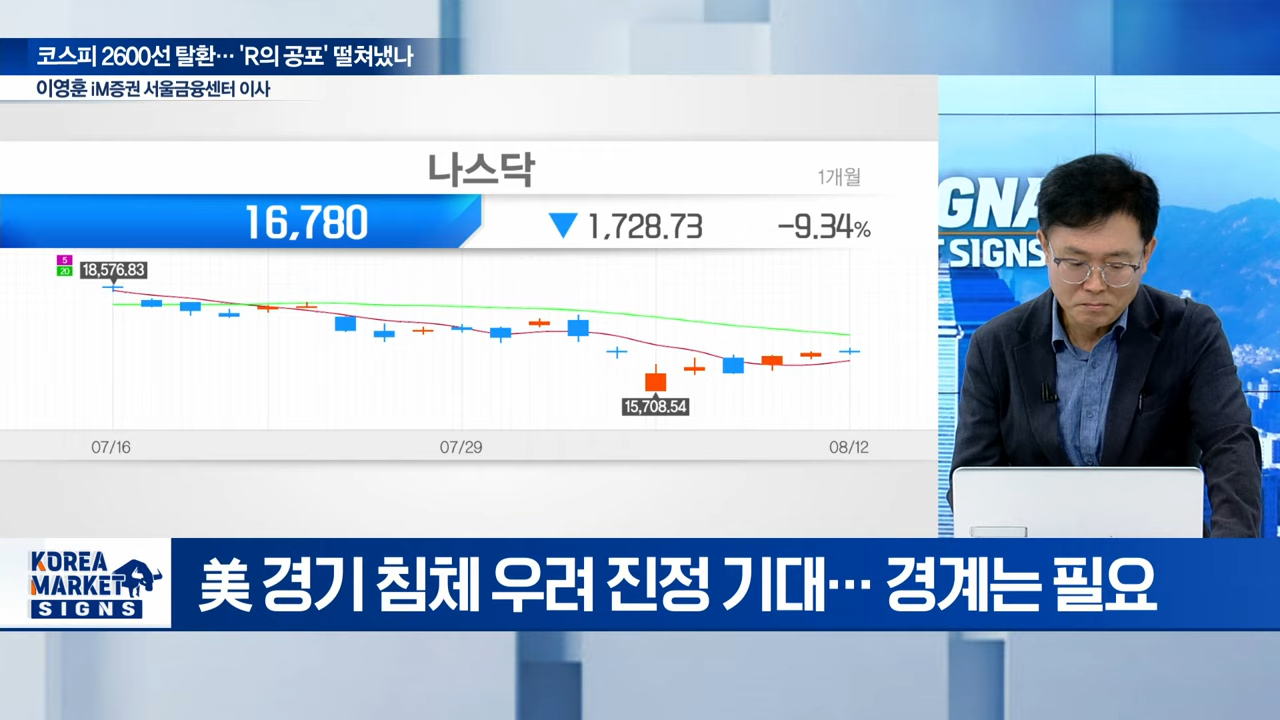 코스피 2600선 탈환… 'R의 공포' 떨쳐냈나
이영훈 iM증권 서울금융센터 이사
나스닥
1개월
16,780 ▼ 1,728.73 -9.34%
5
20
18,576.83
15,708.54
07/16 07/29 08/12
GNA
SIGNS
KOREA
MARKET
SIGNS
美 경기 침체 우려 진정 기대… 경계는 필요